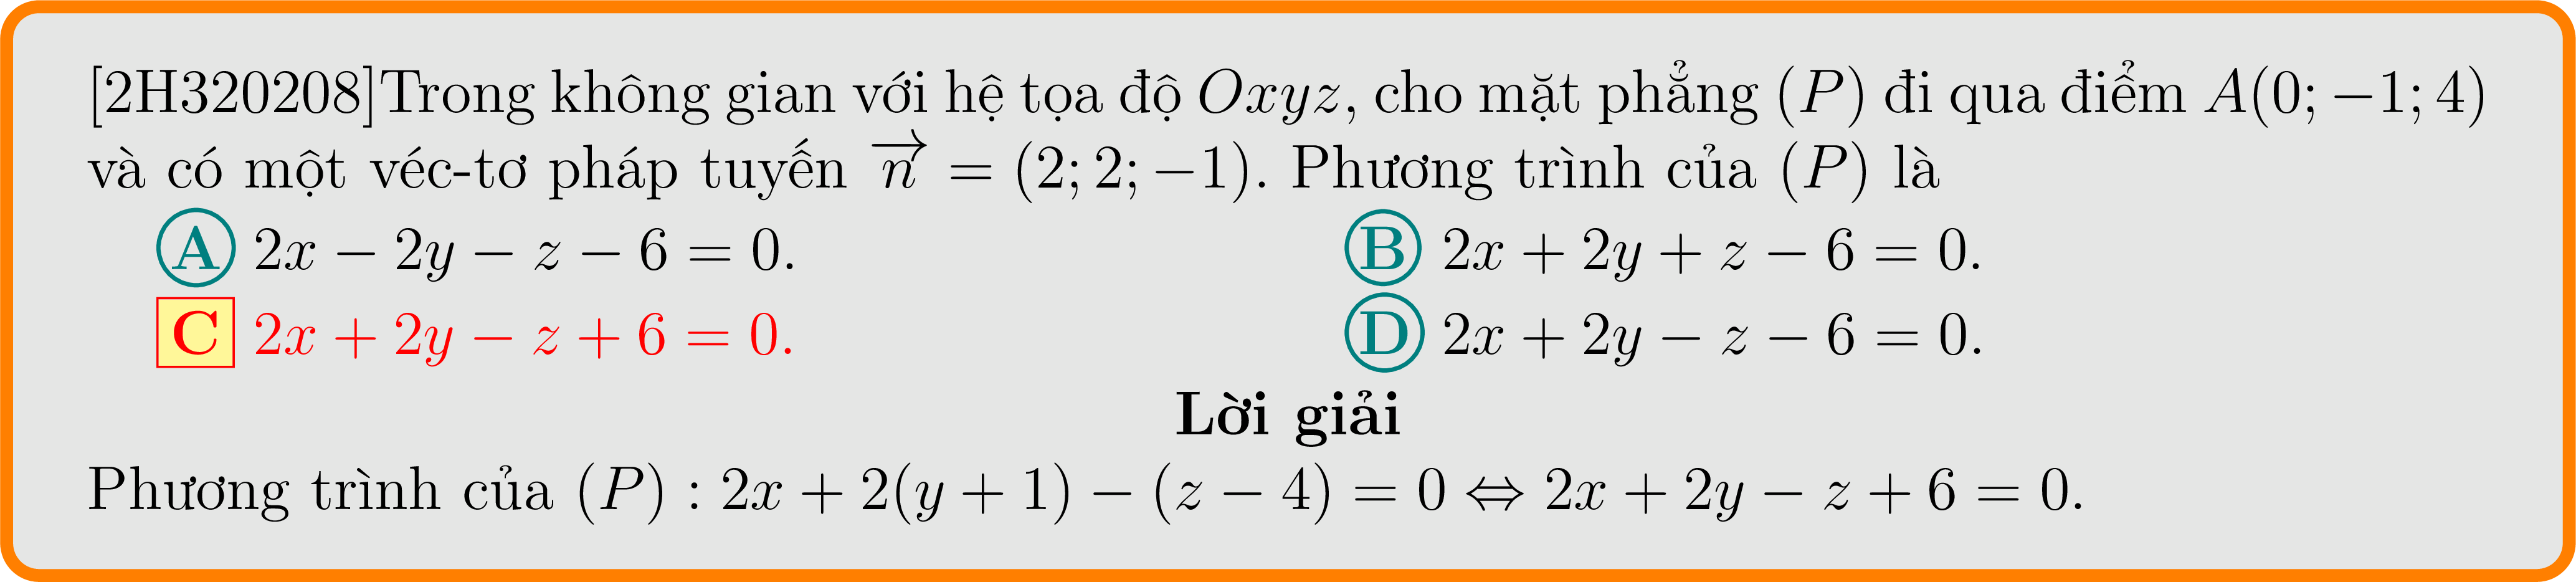 [2H320208]Trong không gian với hệ tọa độ Oxyz, cho mặt phẳng (P) đi qua điểm A(0; −1; 4)
và có một véc-tơ pháp tuyến n⃗ = (2; 2; −1). Phương trình của (P) là
A 2x − 2y − z − 6 = 0. B 2x + 2y + z − 6 = 0.
C 2x + 2y − z + 6 = 0. D 2x + 2y − z − 6 = 0.
Lời giải
Phương trình của (P) : 2x + 2(y + 1) − (z − 4) = 0 ⇔ 2x + 2y − z + 6 = 0.